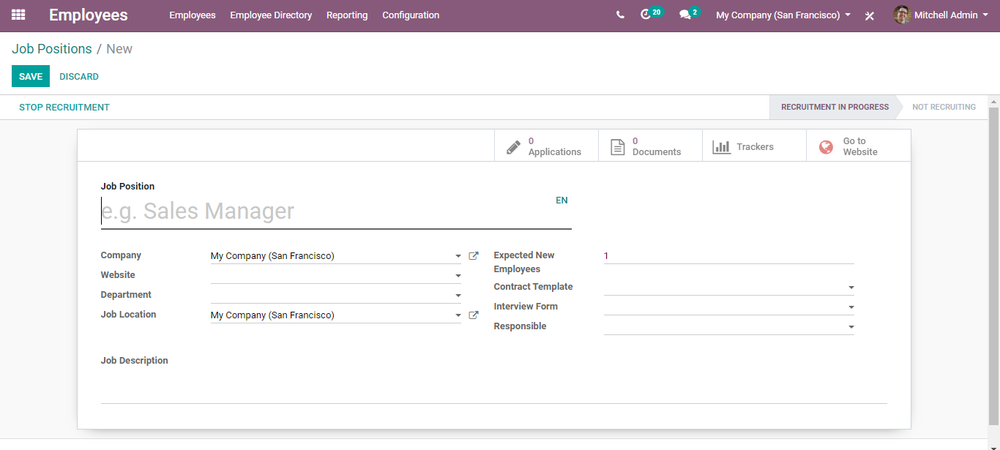 Employees Employees Employee Directory Reporting Configuration 20 2 My Company (San Francisco) Mitchell Admin
Job Positions / New
SAVE DISCARD
STOP RECRUITMENT RECRUITMENT IN PROGRESS NOT RECRUITING
0 Applications
0 Documents
Trackers
Go to
Website
Job Position
e.g. Sales Manager EN
Company My Company (San Francisco)
Website
Department
Job Location My Company (San Francisco)
Expected New
Employees 1
Contract Template
Interview Form
Responsible
Job Description